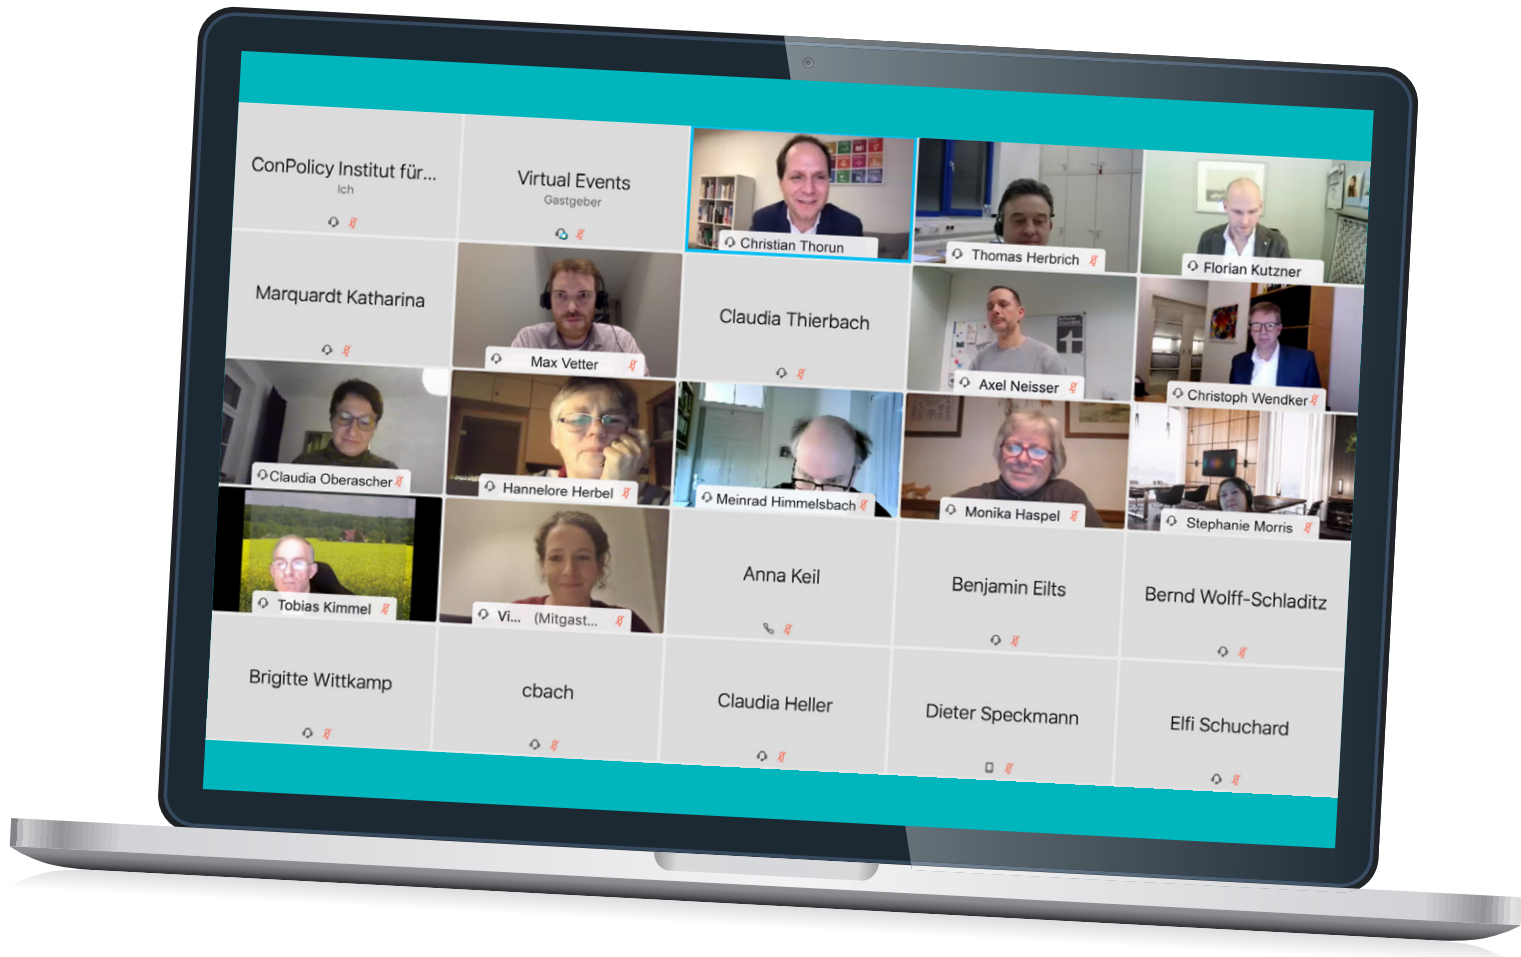 ConPolicy Institut für...
Ich
Virtual Events
Gastgeber
Christian Thorun
Thomas Herbrich
Florian Kutzner
Marquardt Katharina
Max Vetter
Claudia Thierbach
Axel Neisser
Christoph Wendker
Claudia Oberascher
Hannelore Herbel
Meinrad Himmelsbach
Monika Haspel
Stephanie Morris
Tobias Kimmel
Vi... (Mitgast...
Anna Keil
Benjamin Eilts
Bernd Wolff-Schladitz
Brigitte Wittkamp
cbach
Claudia Heller
Dieter Speckmann
Elfi Schuchard